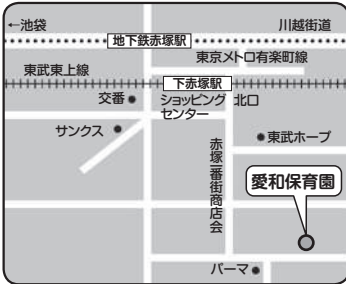 ←池袋
川越街道
地下鉄赤塚駅
東京メトロ有楽町線
東武東上線
下赤塚駅
交番
ショッピング
センター
北口
サンクス
東武ホープ
赤塚一番街商店会
愛和保育園
パーマ